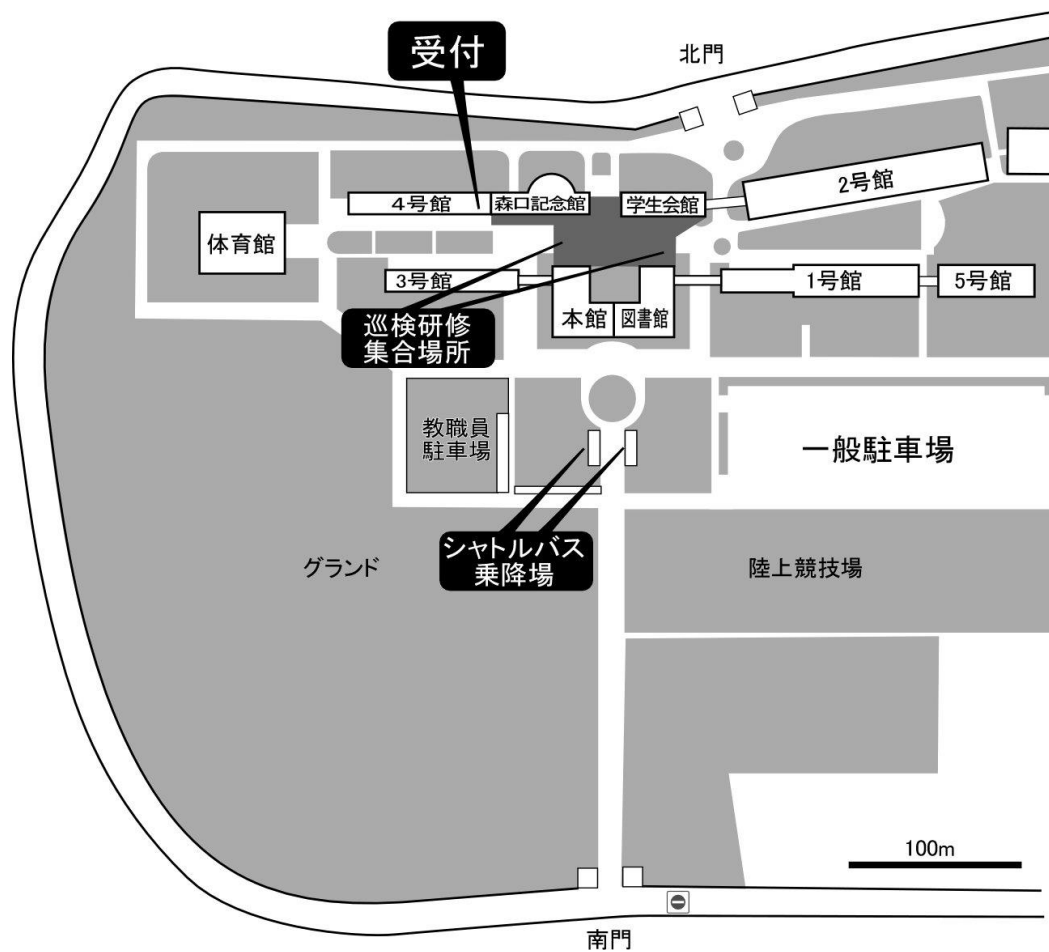 受付
北門
2号館
4号館
森口記念館
学生会館
体育館
3号館
1号館
5号館
本館
図書館
巡検研修
集合場所
教職員
駐車場
一般駐車場
シャトルバス
乗降場
グランド
陸上競技場
100m
南門